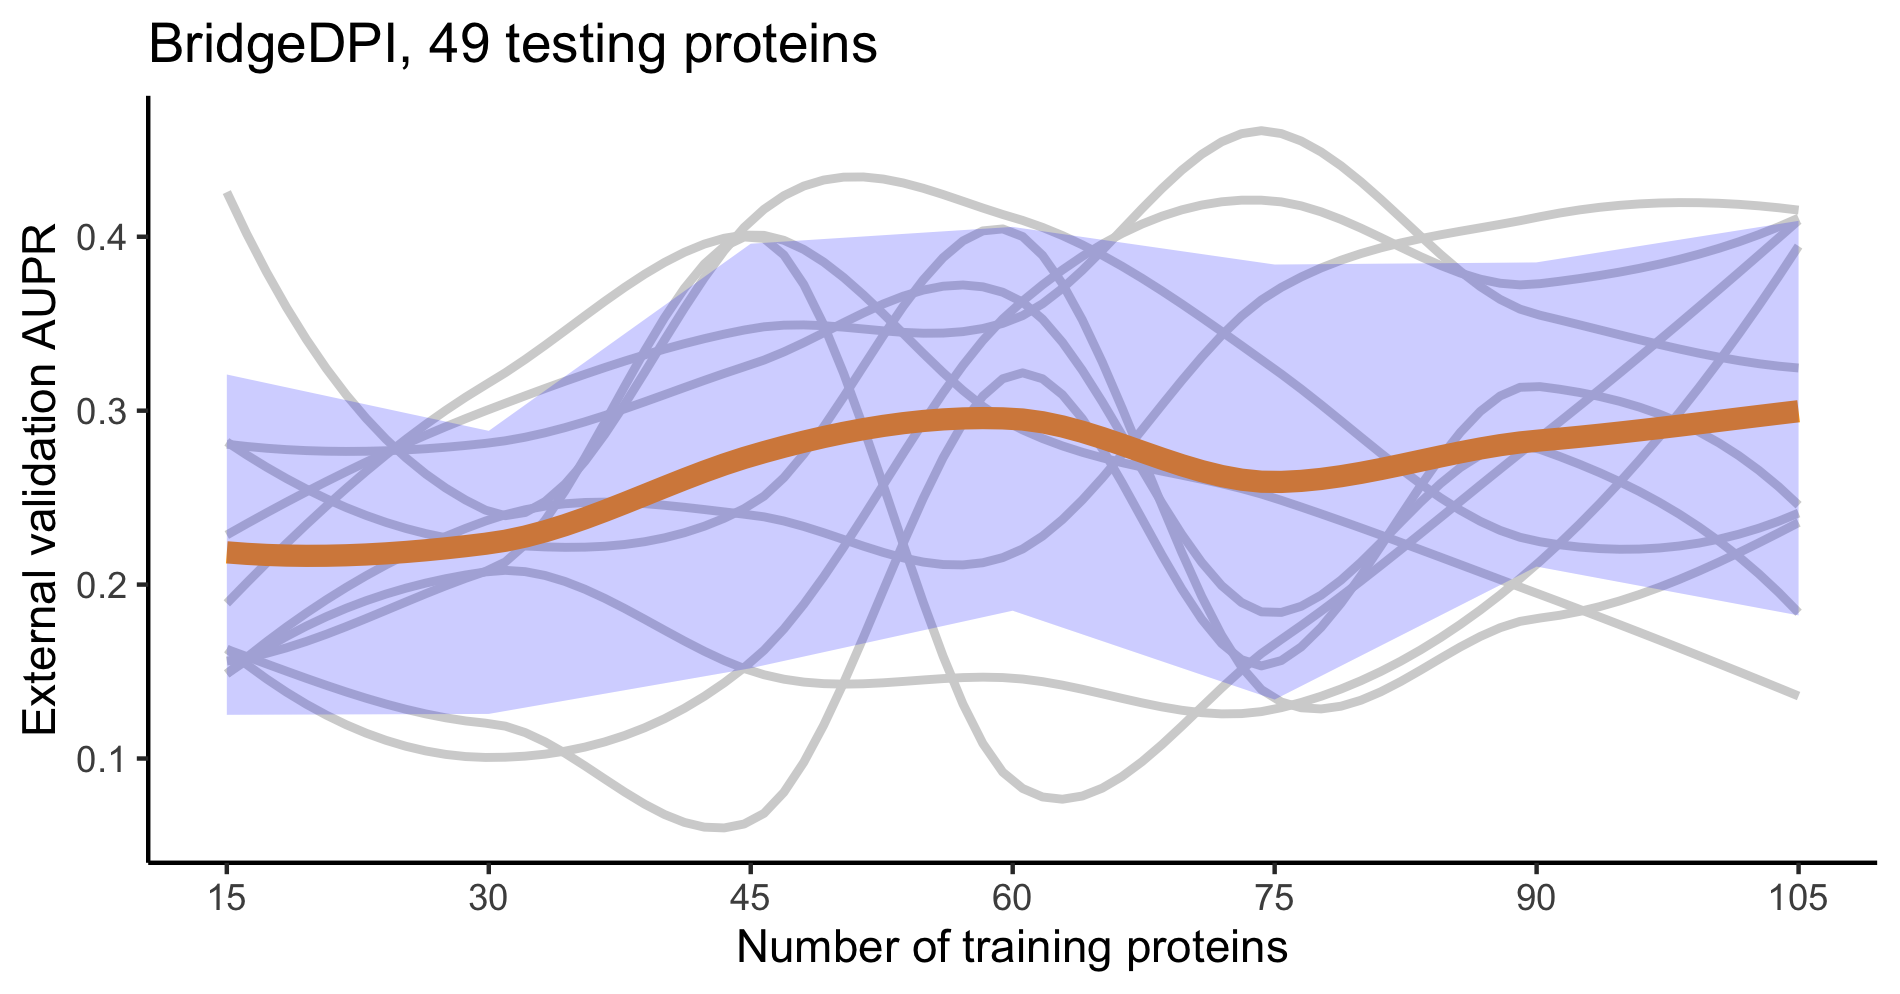 BridgeDPI, 49 testing proteins
External validation AUPR
0.4
0.3
0.2
0.1
15 30 45 60 75 90 105
Number of training proteins